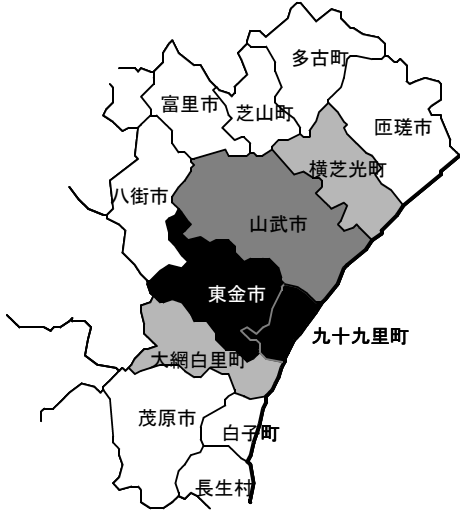 多古町
富里市
芝山町
匝瑳市
横芝光町
八街市
山武市
東金市
九十九里町
大網白里町
茂原市
白子町
長生村